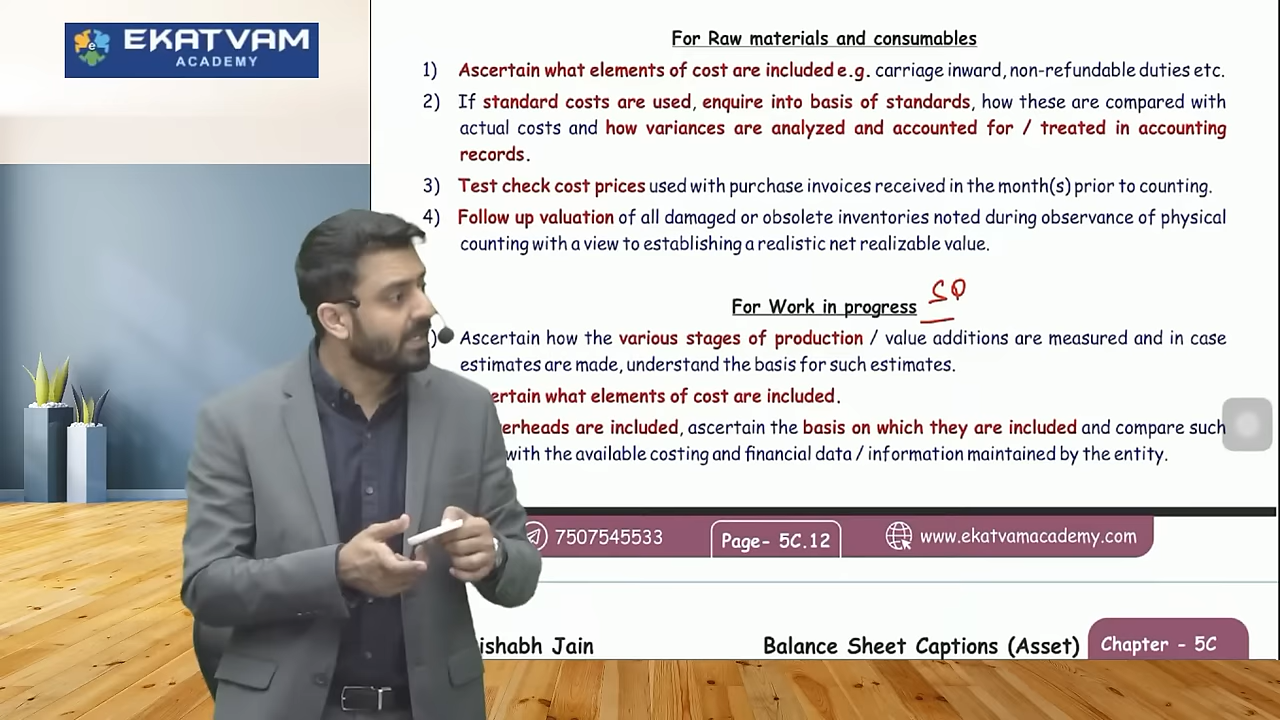 EKATVAM
ACADEMY
For Raw materials and consumables
1) Ascertain what elements of cost are included e.g. carriage inward, non-refundable duties etc.
2) If standard costs are used, enquire into basis of standards, how these are compared with
actual costs and how variances are analyzed and accounted for / treated in accounting
records.
3) Test check cost prices used with purchase invoices received in the month(s) prior to counting.
4) Follow up valuation of all damaged or obsolete inventories noted during observance of physical
counting with a view to establishing a realistic net realizable value.
For Work in progress
) Ascertain how the various stages of production / value additions are measured and in case
estimates are made, understand the basis for such estimates.
ertain what elements of cost are included.
erheads are included, ascertain the basis on which they are included and compare such
with the available costing and financial data / information maintained by the entity.
7507545533
Page- 5C.12
www.ekatvamacademy.com
ishabh Jain
Balance Sheet Captions (Asset)
Chapter - 5C